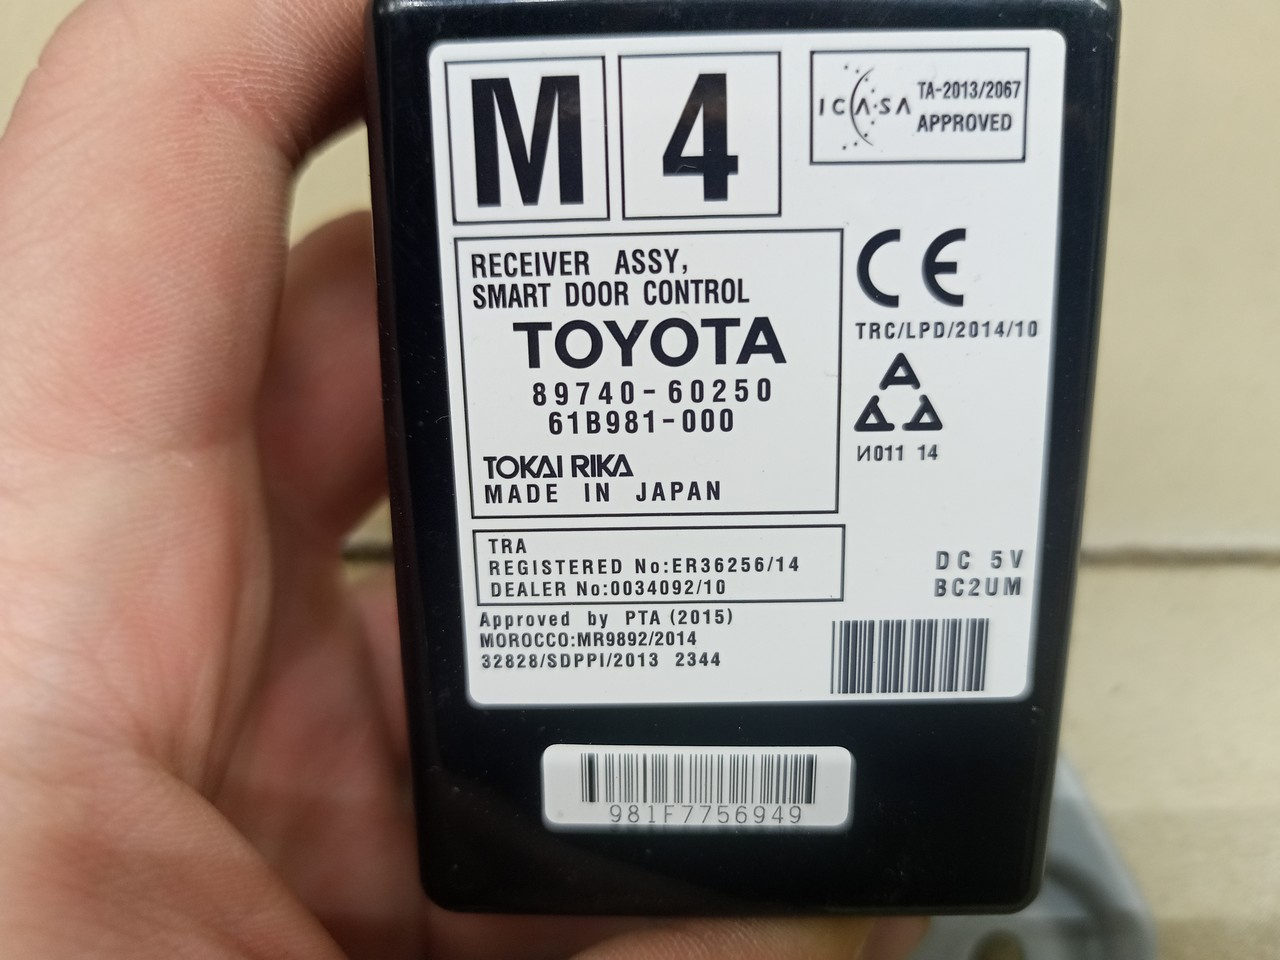 M 4
ICASA TA-2013/2067
APPROVED
RECEIVER ASSY,
SMART DOOR CONTROL
TOYOTA
89740-60250
61B981-000
TOKAI RIKA
MADE IN JAPAN
CE
TRC/LPD/2014/10
И011 14
TRA
REGISTERED No:ER36256/14
DEALER No:0034092/10
DC 5V
BC2UM
Approved by PTA (2015)
MOROCCO:MR9892/2014
32828/SDPPI/2013 2344
981F7756949